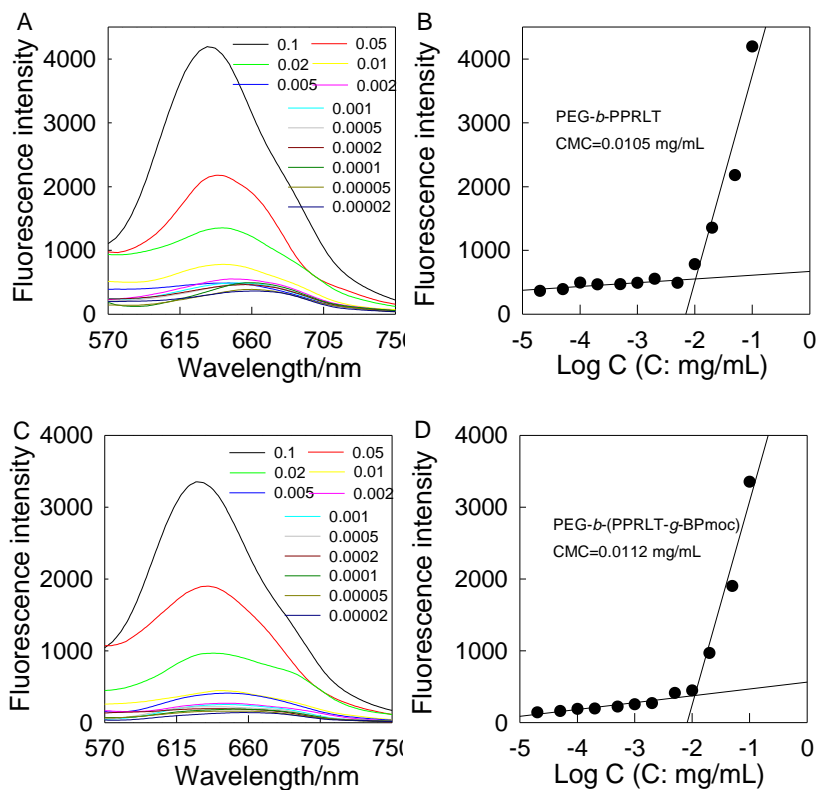 A
Fluorescence intensity
4000
3000
2000
1000
0
0.1
0.05
0.02
0.01
0.005
0.002
0.001
0.0005
0.0002
0.0001
0.00005
0.00002
570 615 660 705 750
Wavelength/nm
B
Fluorescence intensity
4000
3000
2000
1000
0
PEG-b-PPRLT
CMC=0.0105 mg/mL
-5 -4 -3 -2 -1 0
Log C (C: mg/mL)
C
Fluorescence intensity
4000
3000
2000
1000
0
0.1
0.05
0.02
0.01
0.005
0.002
0.001
0.0005
0.0002
0.0001
0.00005
0.00002
570 615 660 705 750
Wavelength/nm
D
Fluorescence intensity
4000
3000
2000
1000
0
PEG-b-(PPRLT-g-BPmoc)
CMC=0.0112 mg/mL
-5 -4 -3 -2 -1 0
Log C (C: mg/mL)